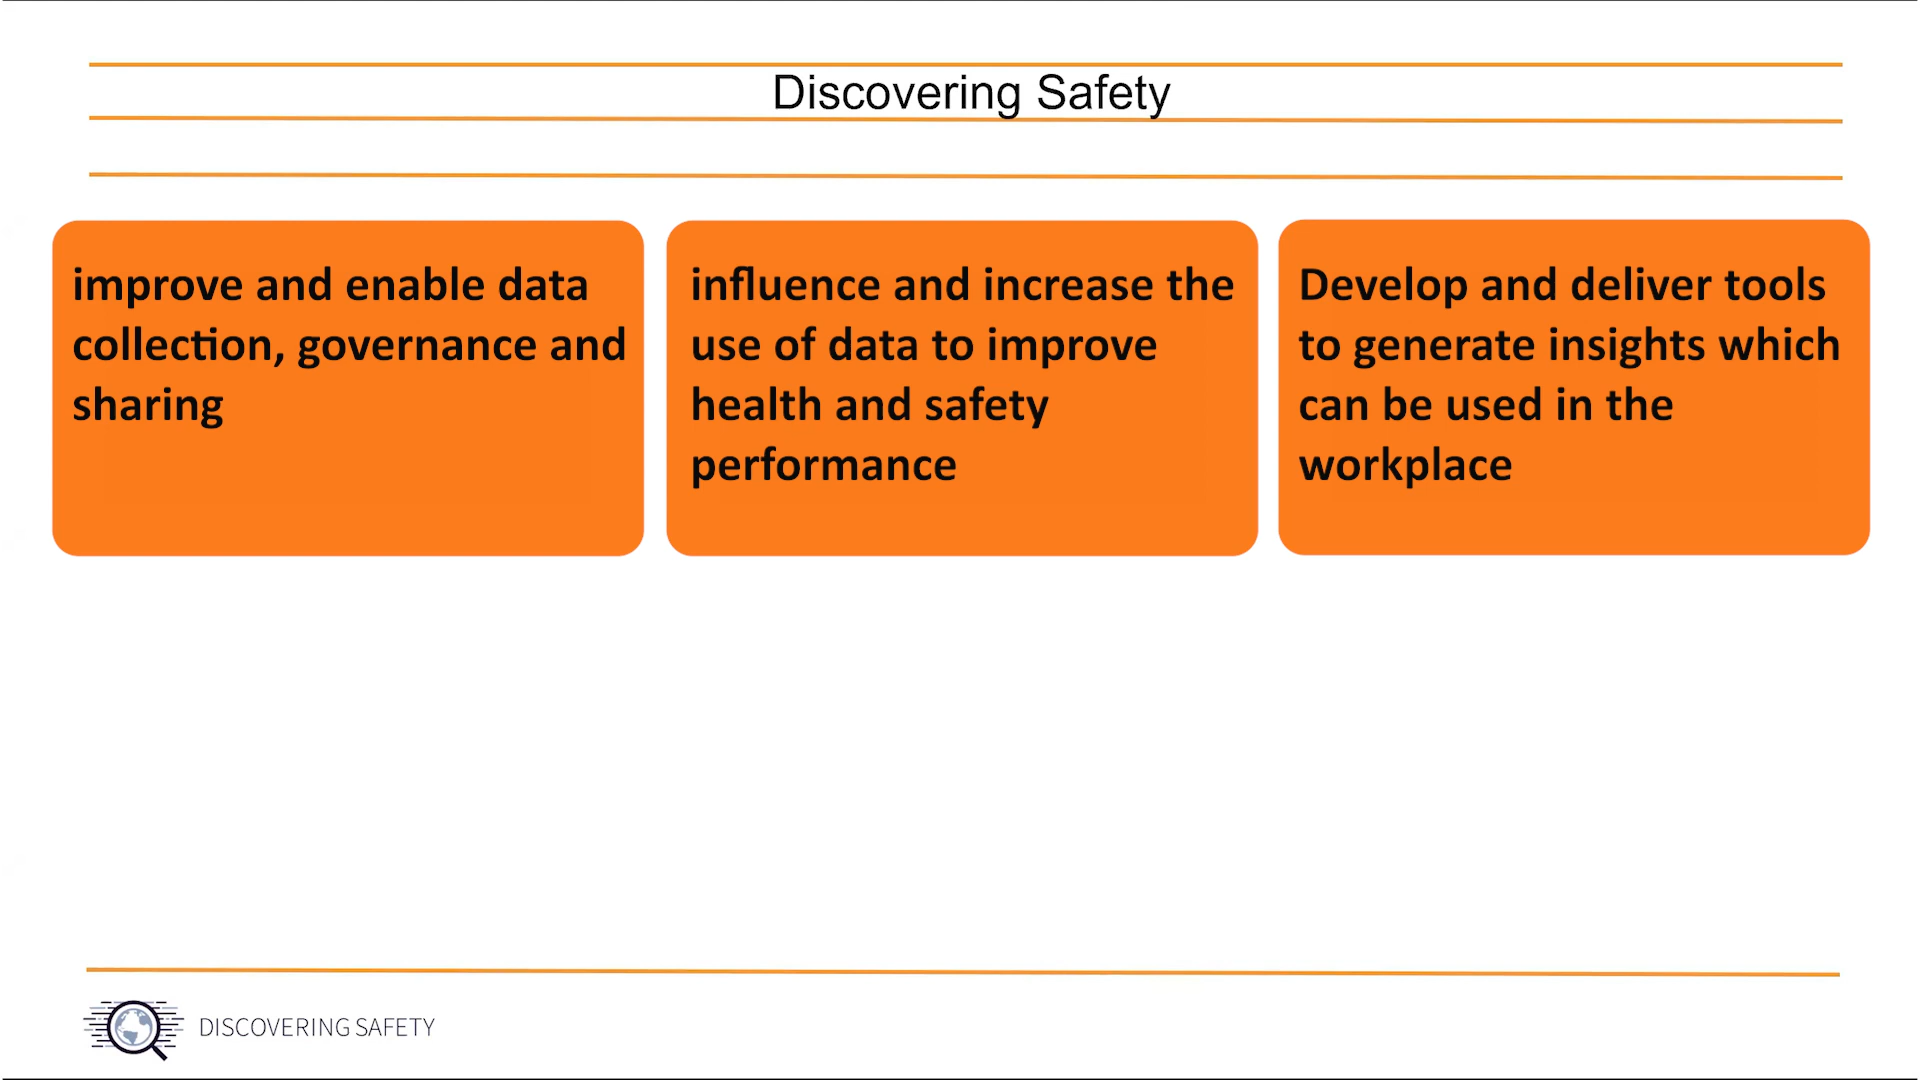 Discovering Safety
improve and enable data
collection, governance and
sharing
influence and increase the
use of data to improve
health and safety
performance
Develop and deliver tools
to generate insights which
can be used in the
workplace
DISCOVERING SAFETY